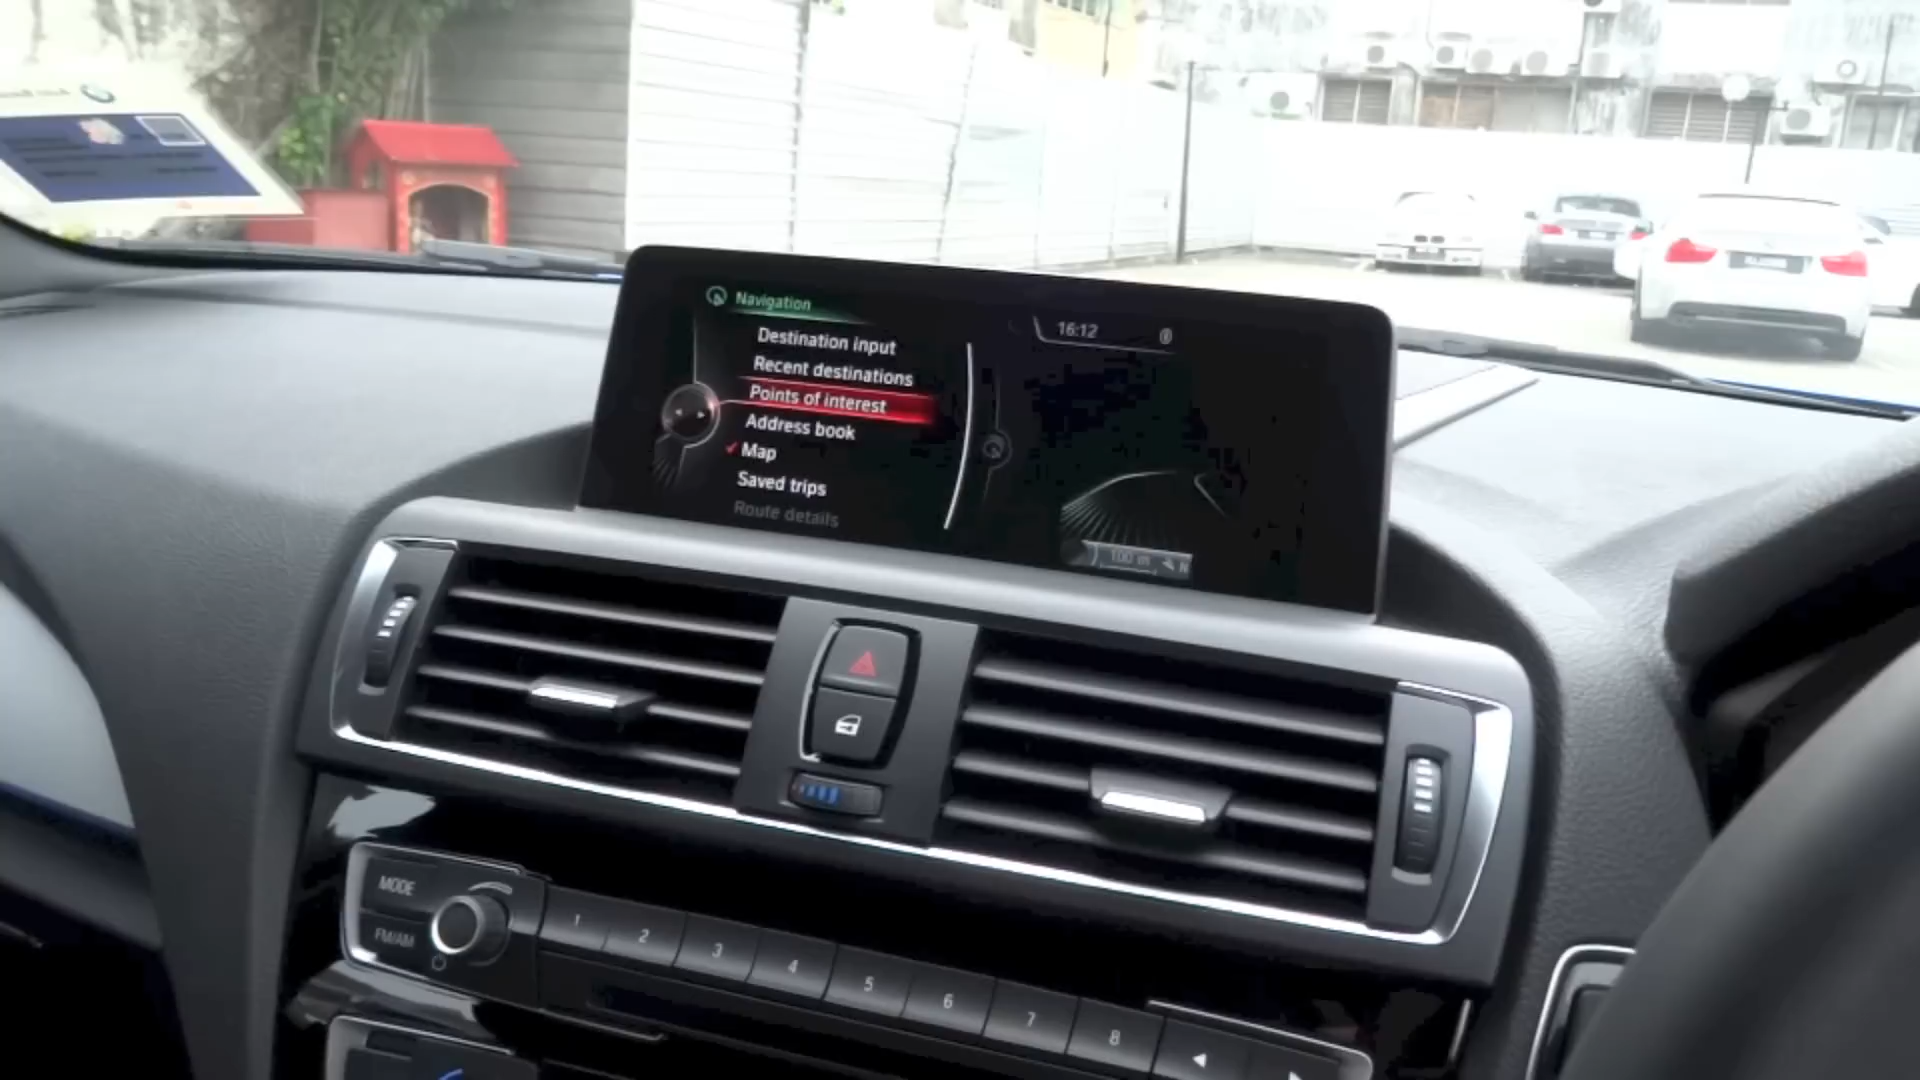 Navigation
16:12
Destination input
Recent destinations
Points of interest
Address book
Map
Saved trips
Route details
100 m
N
MODE
FM/AM
1
2
3
4
5
6
7
8